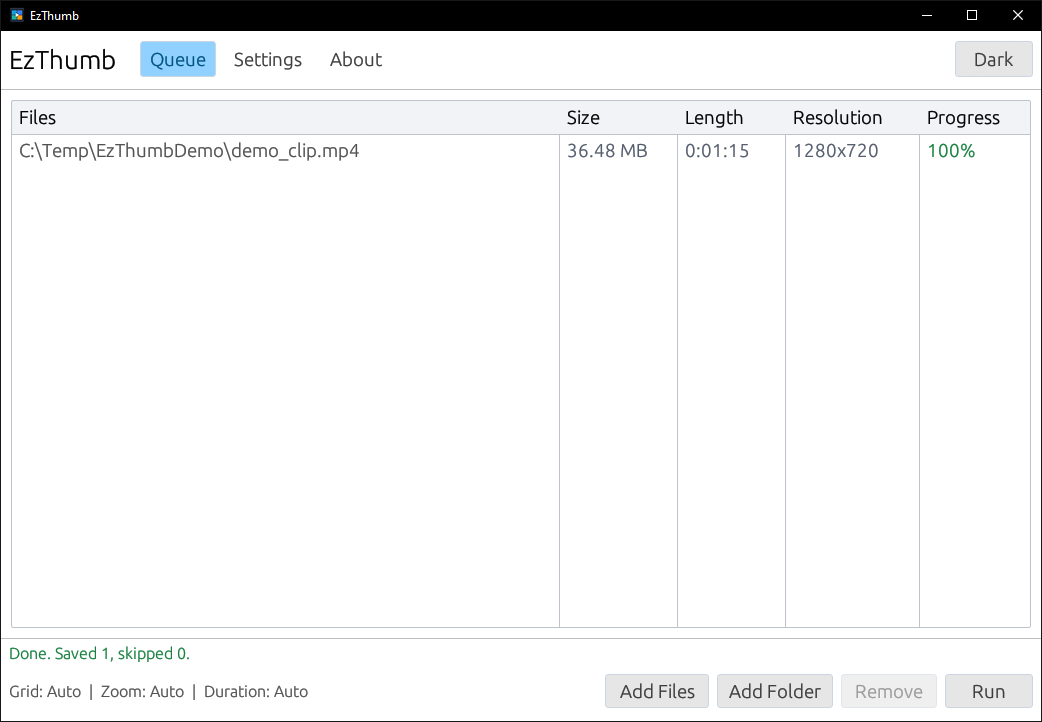 EzThumb
EzThumb Queue Settings About Dark
Files Size Length Resolution Progress
C:\Temp\EzThumbDemo\demo_clip.mp4 36.48 MB 0:01:15 1280x720 100%
Done. Saved 1, skipped 0.
Grid: Auto | Zoom: Auto | Duration: Auto Add Files Add Folder Remove Run